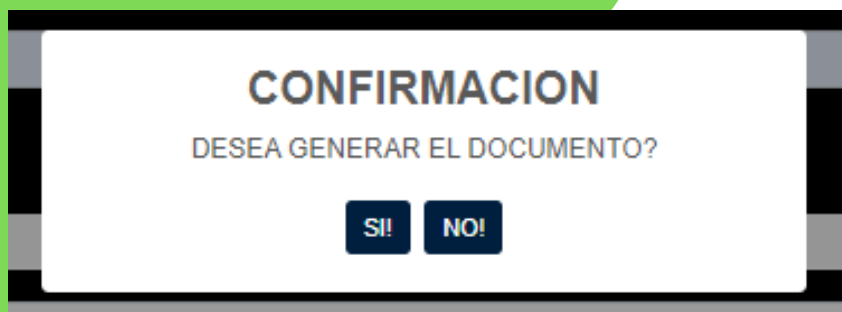 CONFIRMACION
DESEA GENERAR EL DOCUMENTO?
SI! NO!